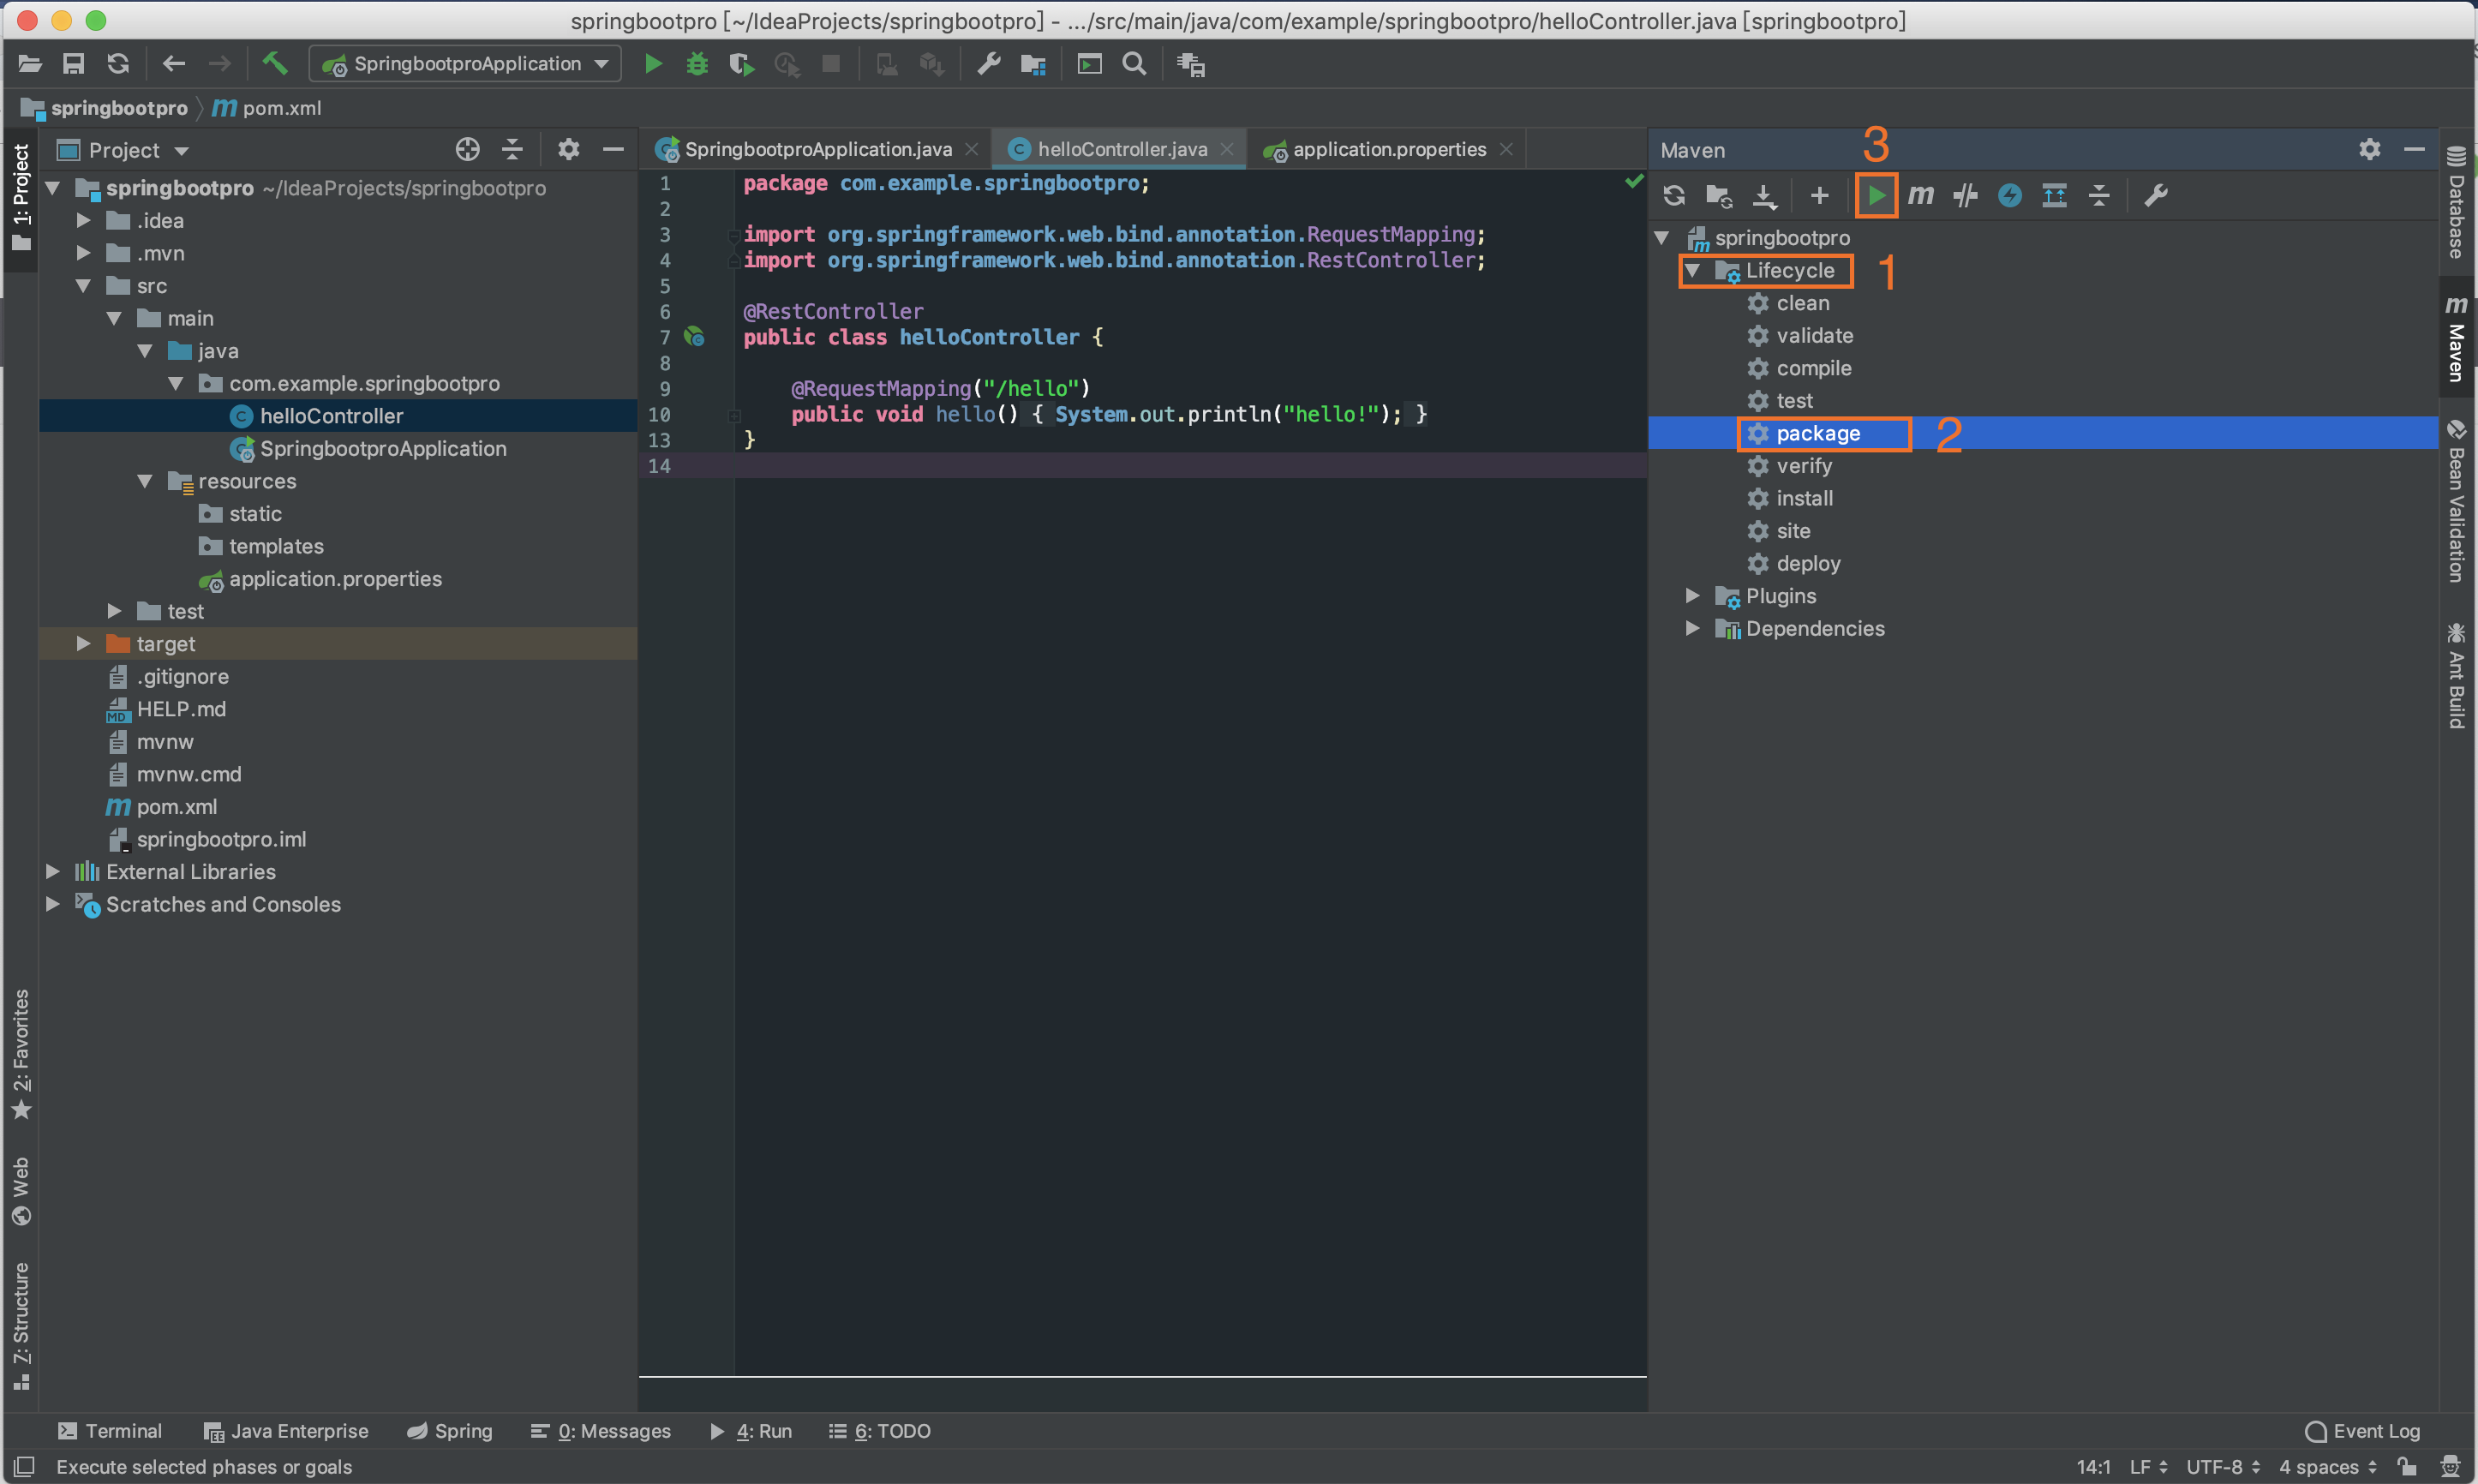 springbootpro [~/IdeaProjects/springbootpro] - .../src/main/java/com/example/springbootpro/helloController.java [springbootpro]
SpringbootproApplication
springbootpro pom.xml
1: Project
2: Favorites
Web
7: Structure
Project
springbootpro ~/IdeaProjects/springbootpro
.idea
.mvn
src
main
java
com.example.springbootpro
helloController
SpringbootproApplication
resources
static
templates
application.properties
test
target
.gitignore
HELP.md
mvnw
mvnw.cmd
pom.xml
springbootpro.iml
External Libraries
Scratches and Consoles
SpringbootproApplication.java helloController.java application.properties
1 package com.example.springbootpro;
2
3 import org.springframework.web.bind.annotation.RequestMapping;
4 import org.springframework.web.bind.annotation.RestController;
5
6 @RestController
7 public class helloController {
8
9 @RequestMapping("/hello")
10 public void hello() { System.out.println("hello!"); }
13 }
14
Maven
3
springbootpro
Lifecycle 1
clean
validate
compile
test
package 2
verify
install
site
deploy
Plugins
Dependencies
Database
Maven
Bean Validation
Ant Build
Terminal Java Enterprise Spring 0: Messages 4: Run 6: TODO Event Log
Execute selected phases or goals 14:1 LF UTF-8 4 spaces